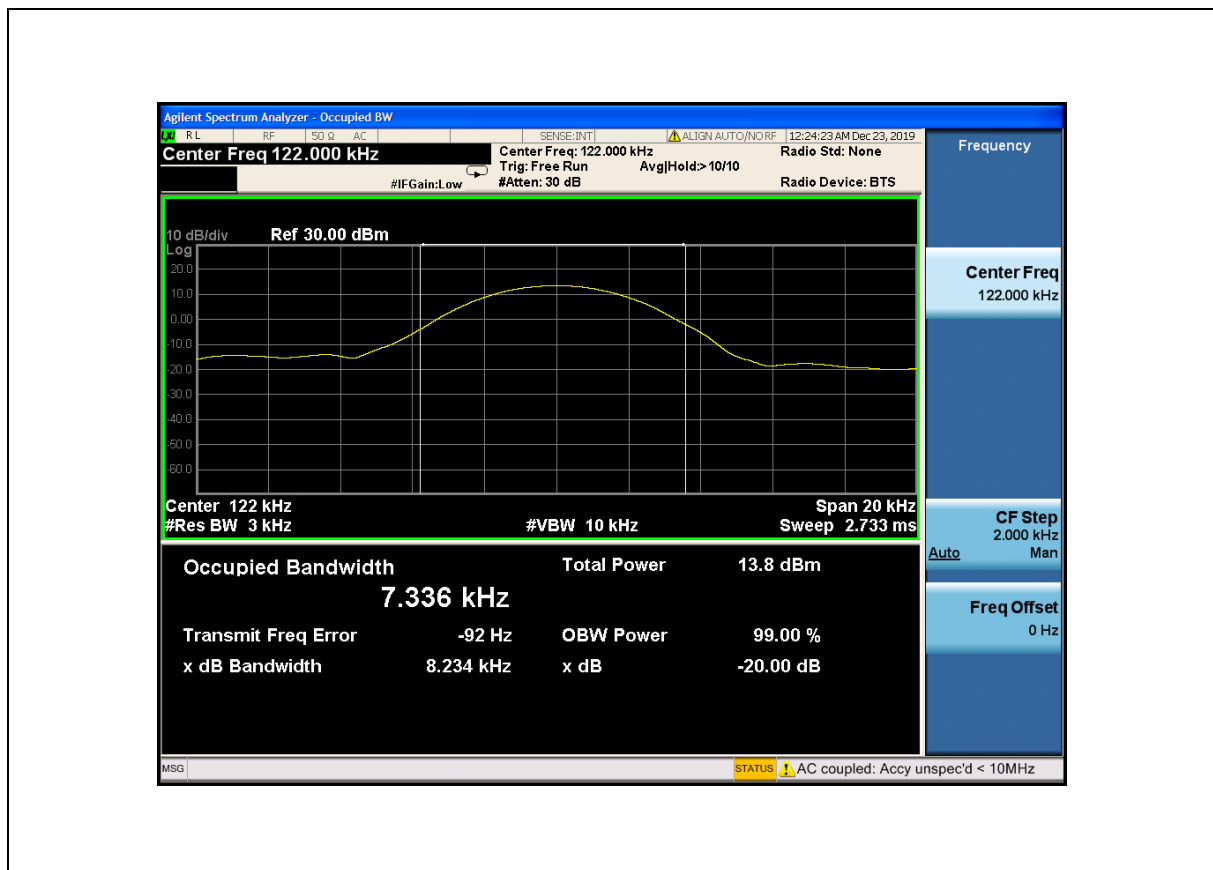 Agilent Spectrum Analyzer - Occupied BW
LXI RL RF 50 Ω AC SENSE:INT ALIGN AUTO/NO RF 12:24:23 AM Dec 23, 2019
Center Freq 122.000 kHz
Center Freq: 122.000 kHz Radio Std: None
Trig: Free Run Avg|Hold:> 10/10
#IFGain:Low #Atten: 30 dB Radio Device: BTS
10 dB/div Ref 30.00 dBm
Log
20.0
10.0
0.00
-10.0
-20.0
-30.0
-40.0
-50.0
-60.0
Center 122 kHz Span 20 kHz
#Res BW 3 kHz #VBW 10 kHz Sweep 2.733 ms
Occupied Bandwidth Total Power 13.8 dBm
7.336 kHz
Transmit Freq Error -92 Hz OBW Power 99.00 %
x dB Bandwidth 8.234 kHz x dB -20.00 dB
Frequency
Center Freq
122.000 kHz
CF Step
2.000 kHz
Auto Man
Freq Offset
0 Hz
MSG STATUS AC coupled: Accy unspec'd < 10MHz